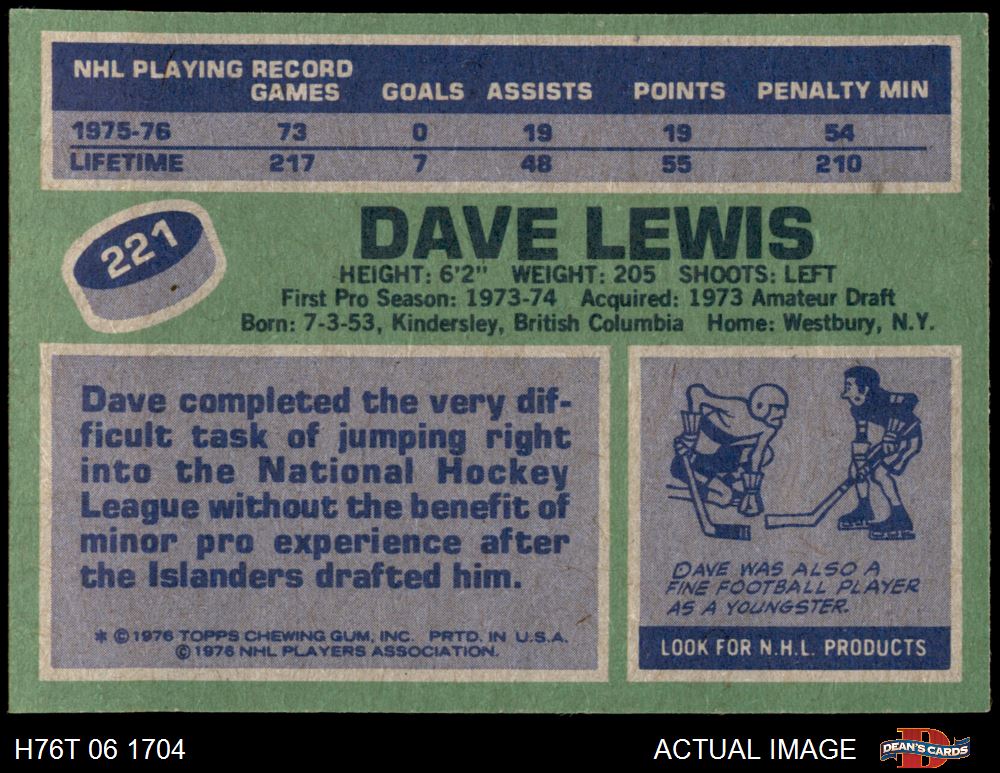 NHL PLAYING RECORD
GAMES GOALS ASSISTS POINTS PENALTY MIN
1975-76 73 0 19 19 54
LIFETIME 217 7 48 55 210
221
DAVE LEWIS
HEIGHT: 6'2" WEIGHT: 205 SHOOTS: LEFT
First Pro Season: 1973-74 Acquired: 1973 Amateur Draft
Born: 7-3-53, Kindersley, British Columbia Home: Westbury, N.Y.
Dave completed the very dif-
ficult task of jumping right
into the National Hockey
League without the benefit of
minor pro experience after
the Islanders drafted him.
* © 1976 TOPPS CHEWING GUM, INC. PRTD. IN U.S.A.
© 1976 NHL PLAYERS ASSOCIATION.
DAVE WAS ALSO A
FINE FOOTBALL PLAYER
AS A YOUNGSTER.
LOOK FOR N.H.L. PRODUCTS
H76T 06 1704
ACTUAL IMAGE
D
DEAN'S CARDS